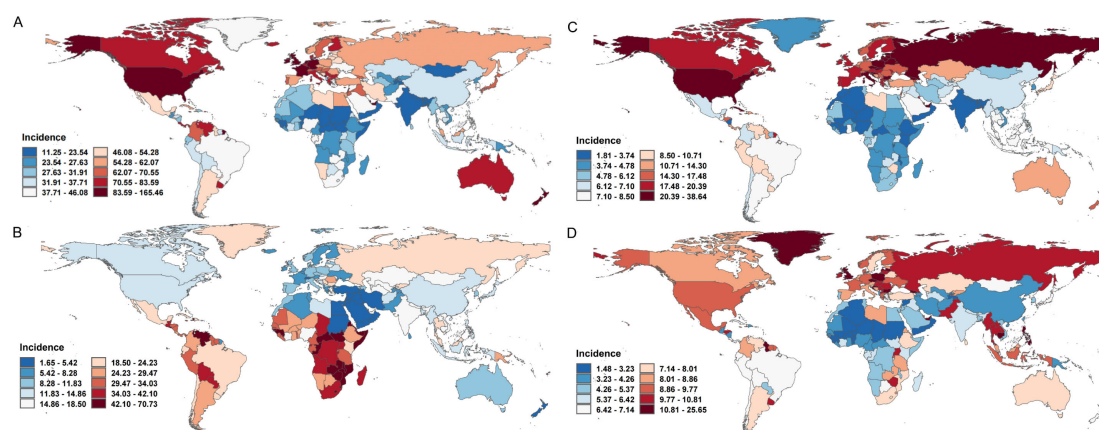 A
Incidence
11.25 - 23.54
23.54 - 27.63
27.63 - 31.91
31.91 - 37.71
37.71 - 46.08
46.08 - 54.28
54.28 - 62.07
62.07 - 70.55
70.55 - 83.59
83.59 - 165.46
C
Incidence
1.81 - 3.74
3.74 - 4.78
4.78 - 6.12
6.12 - 7.10
7.10 - 8.50
8.50 - 10.71
10.71 - 14.30
14.30 - 17.48
17.48 - 20.39
20.39 - 38.64
B
Incidence
1.65 - 5.42
5.42 - 8.28
8.28 - 11.83
11.83 - 14.86
14.86 - 18.50
18.50 - 24.23
24.23 - 29.47
29.47 - 34.03
34.03 - 42.10
42.10 - 70.73
D
Incidence
1.48 - 3.23
3.23 - 4.26
4.26 - 5.37
5.37 - 6.42
6.42 - 7.14
7.14 - 8.01
8.01 - 8.86
8.86 - 9.77
9.77 - 10.81
10.81 - 25.65